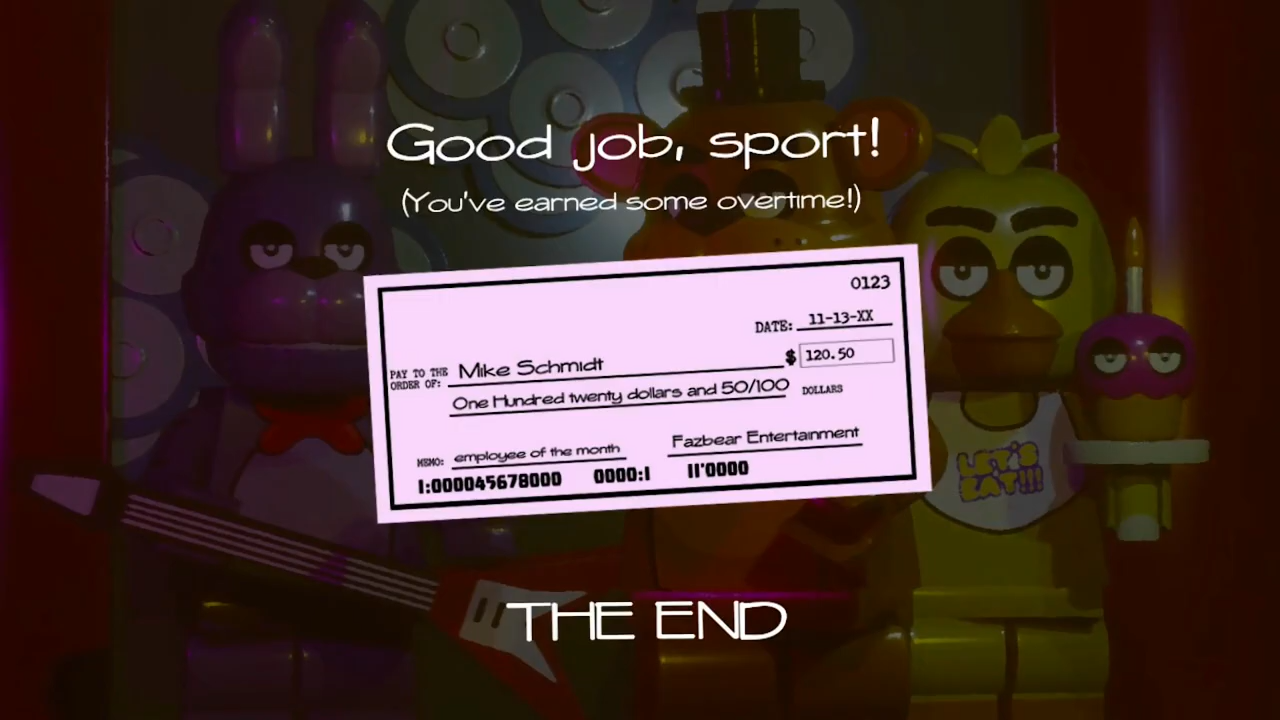 Good job, sport!
(You've earned some overtime!)
0123
DATE: 11-13-XX
PAY TO THE ORDER OF: Mike Schmidt $ 120.50
One Hundred twenty dollars and 50/100 DOLLARS
MEMO: employee of the month Fazbear Entertainment
1:000045678000 0000:1 11'0000
LET'S
EAT!!!
THE END